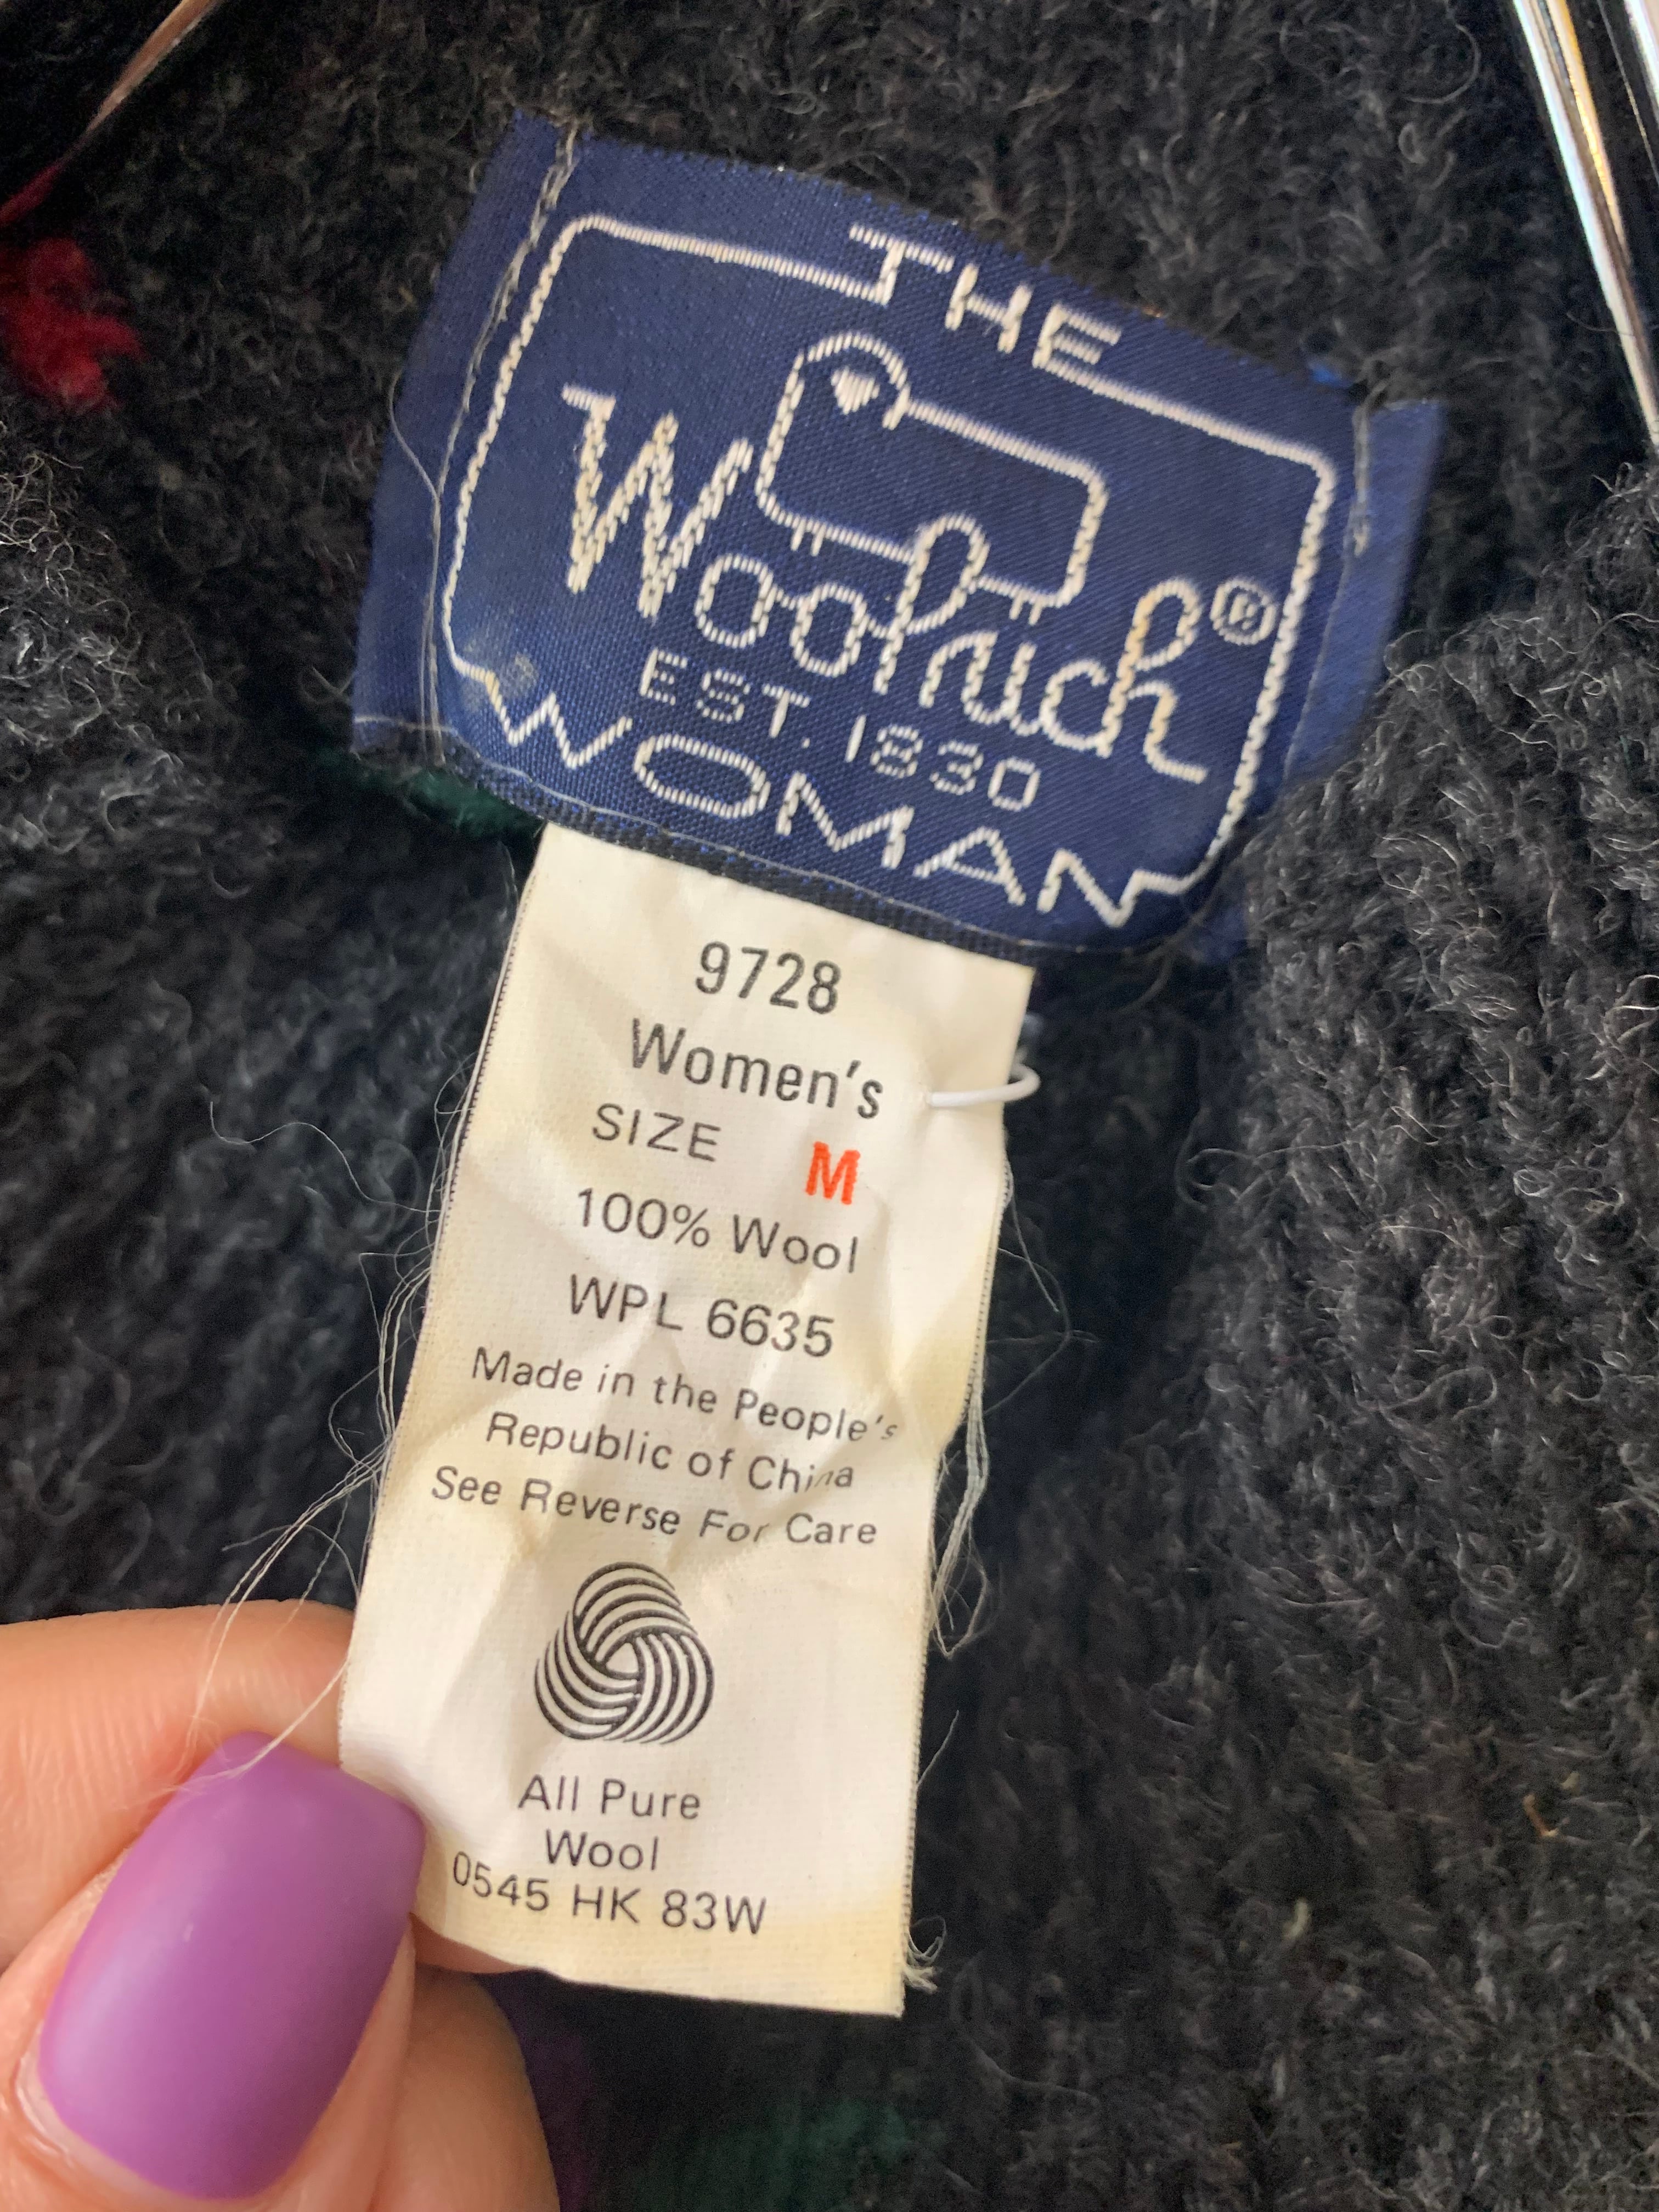 THE
Woolrich®
EST. 1830
WOMAN
9728
Women's
SIZE M
100% Wool
WPL 6635
Made in the People's
Republic of China
See Reverse For Care
All Pure
Wool
0545 HK 83W